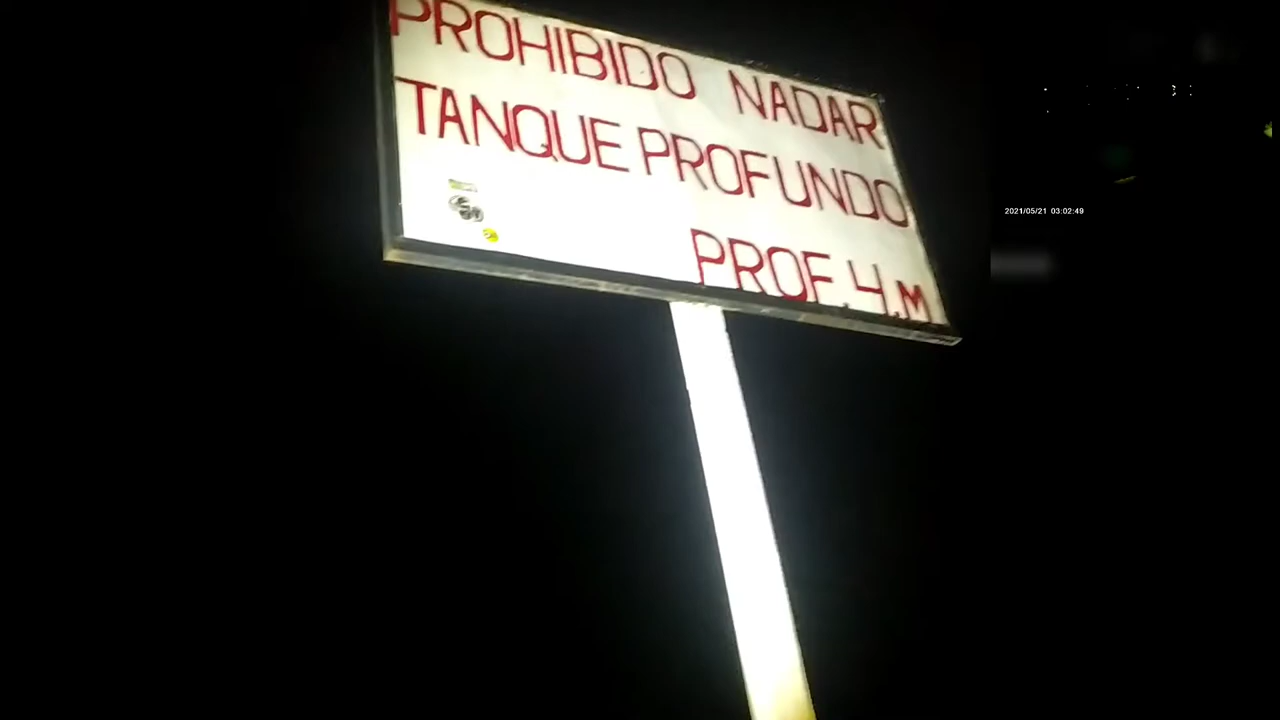 PROHIBIDO NADAR
TANQUE PROFUNDO
PROF. 4.M
2021/05/21 03:02:49